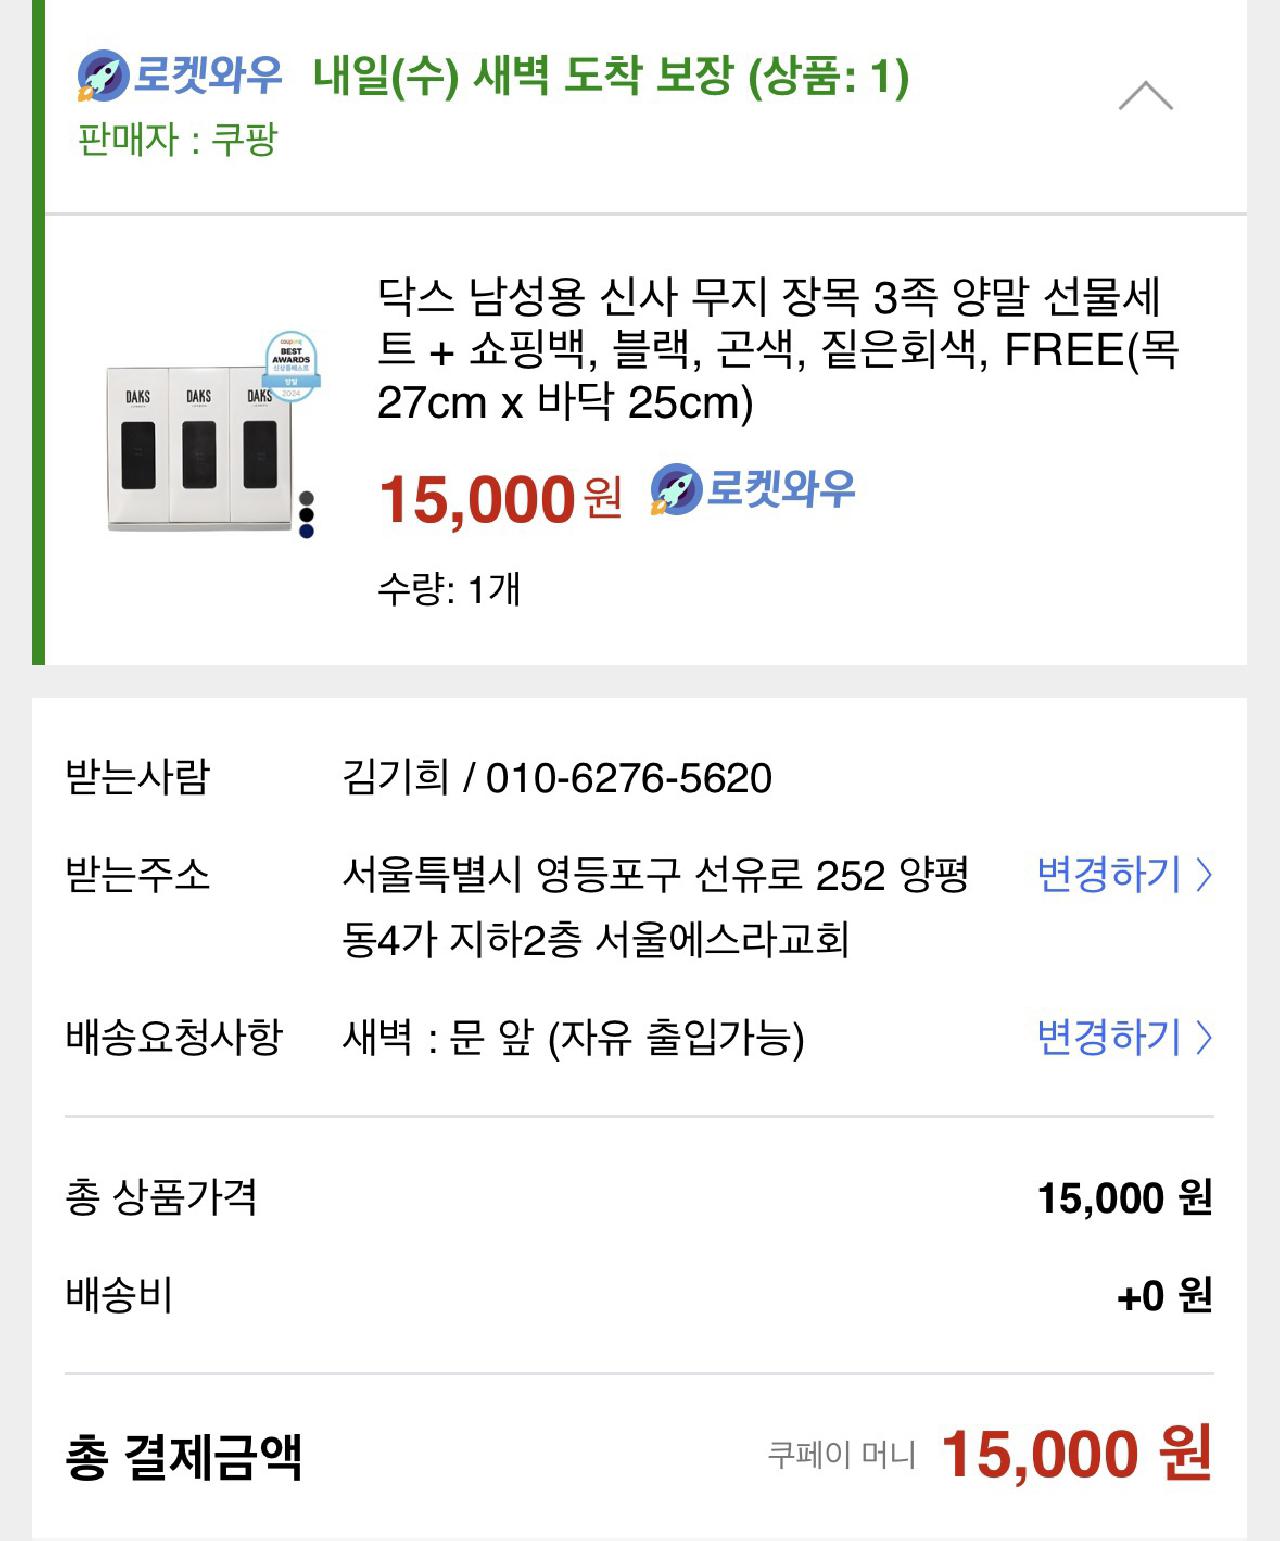 로켓와우 내일(수) 새벽 도착 보장 (상품: 1)
판매자 : 쿠팡
닥스 남성용 신사 무지 장목 3족 양말 선물세
트 + 쇼핑백, 블랙, 곤색, 짙은회색, FREE(목
27cm x 바닥 25cm)
coupang
BEST
AWARDS
양말
2024
DAKS
DAKS
DAKS
15,000원 로켓와우
수량: 1개
받는사람 김기희 / 010-6276-5620
받는주소 서울특별시 영등포구 선유로 252 양평 변경하기 >
동4가 지하2층 서울에스라교회
배송요청사항 새벽 : 문 앞 (자유 출입가능) 변경하기 >
총 상품가격 15,000 원
배송비 +0 원
총 결제금액 쿠페이 머니 15,000 원